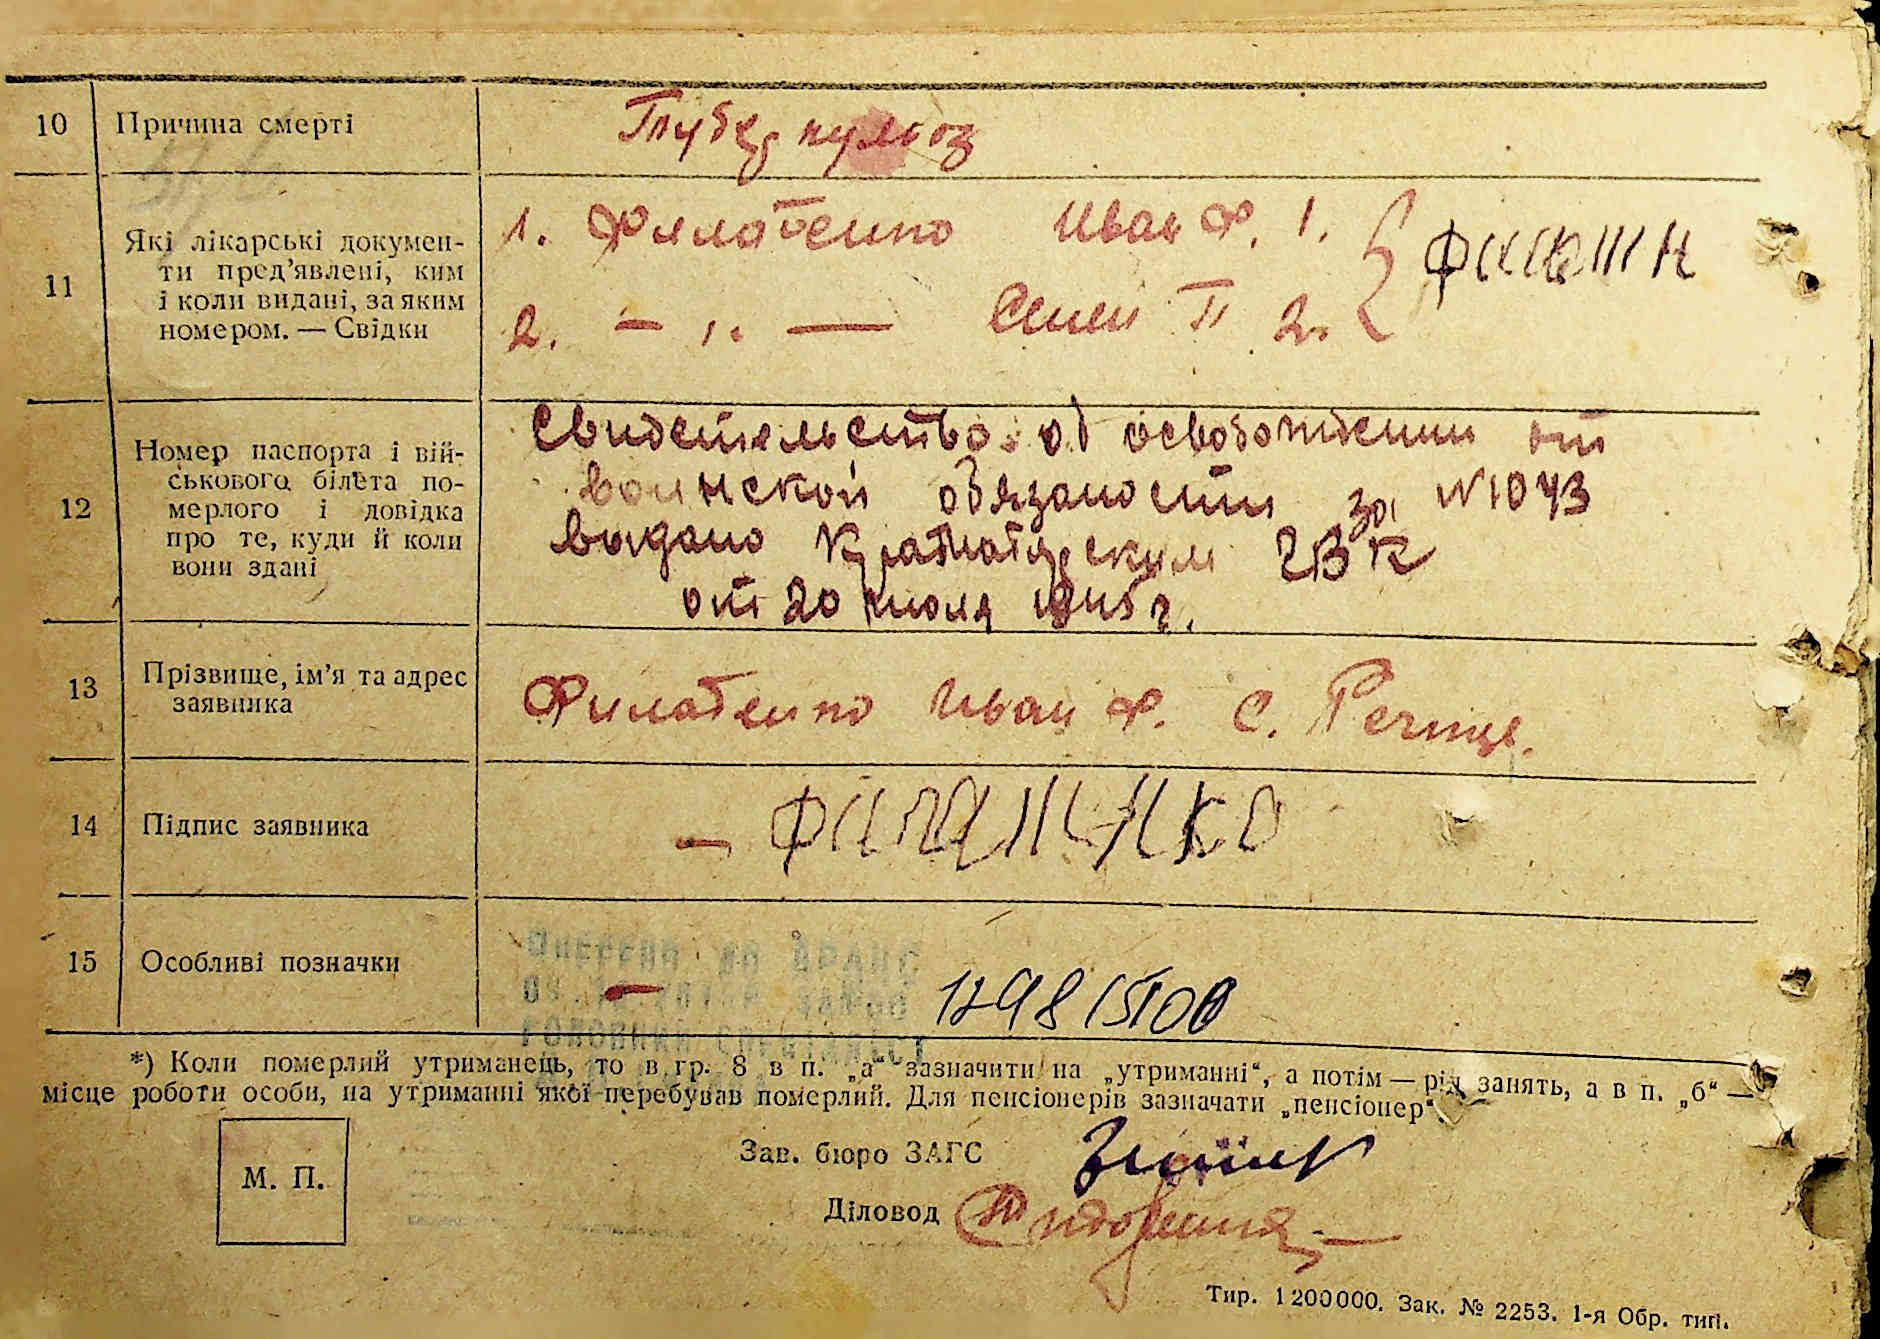 10 Причина смерті
Туберкульоз
11 Які лікарські докумен-
ти пред'явлені, ким
і коли видані, за яким
номером. — Свідки
1. Филатенко Иван Ф. 1.
2. — „ — Семен П 2.
12 Номер паспорта і вій-
ськового білета по-
мерлого і довідка
про те, куди й коли
вони здані
Свидетельство об освобождении от
воинской обязаности за №1043
выдано Краматорским ГВК
от 20 июля 1945 г.
13 Прізвище, ім'я та адрес
заявника
Филатенко Иван Ф. С. Речице.
14 Підпис заявника
— Филатенко
15 Особливі позначки
—
*) Коли померлий утриманець, то в гр. 8 в п. „а“ зазначити на „утриманні“, а потім — рід занять, а в п. „б“ —
місце роботи особи, на утриманні якої перебував померлий. Для пенсіонерів зазначати „пенсіонер“
М. П.
Зав. бюро ЗАГС
Діловод
Тир. 1200000. Зак. № 2253. 1-я Обр. тип.